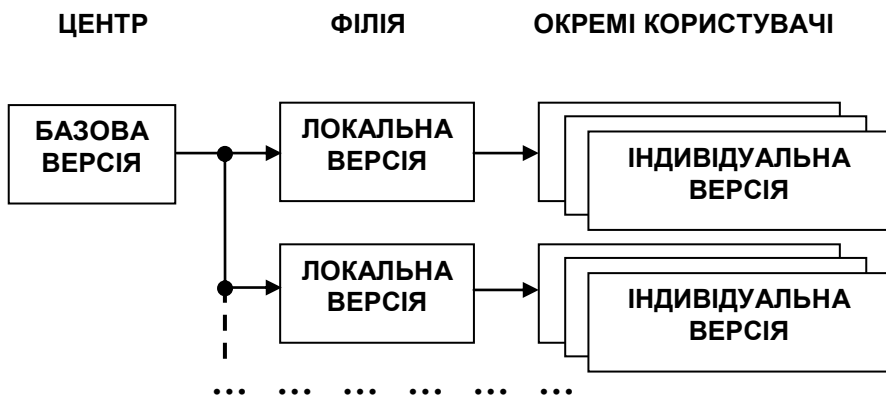 ЦЕНТР
ФІЛІЯ
ОКРЕМІ КОРИСТУВАЧІ
БАЗОВА
ВЕРСІЯ
ЛОКАЛЬНА
ВЕРСІЯ
ІНДИВІДУАЛЬНА
ВЕРСІЯ
ЛОКАЛЬНА
ВЕРСІЯ
ІНДИВІДУАЛЬНА
ВЕРСІЯ
... ... ... ... ... ...